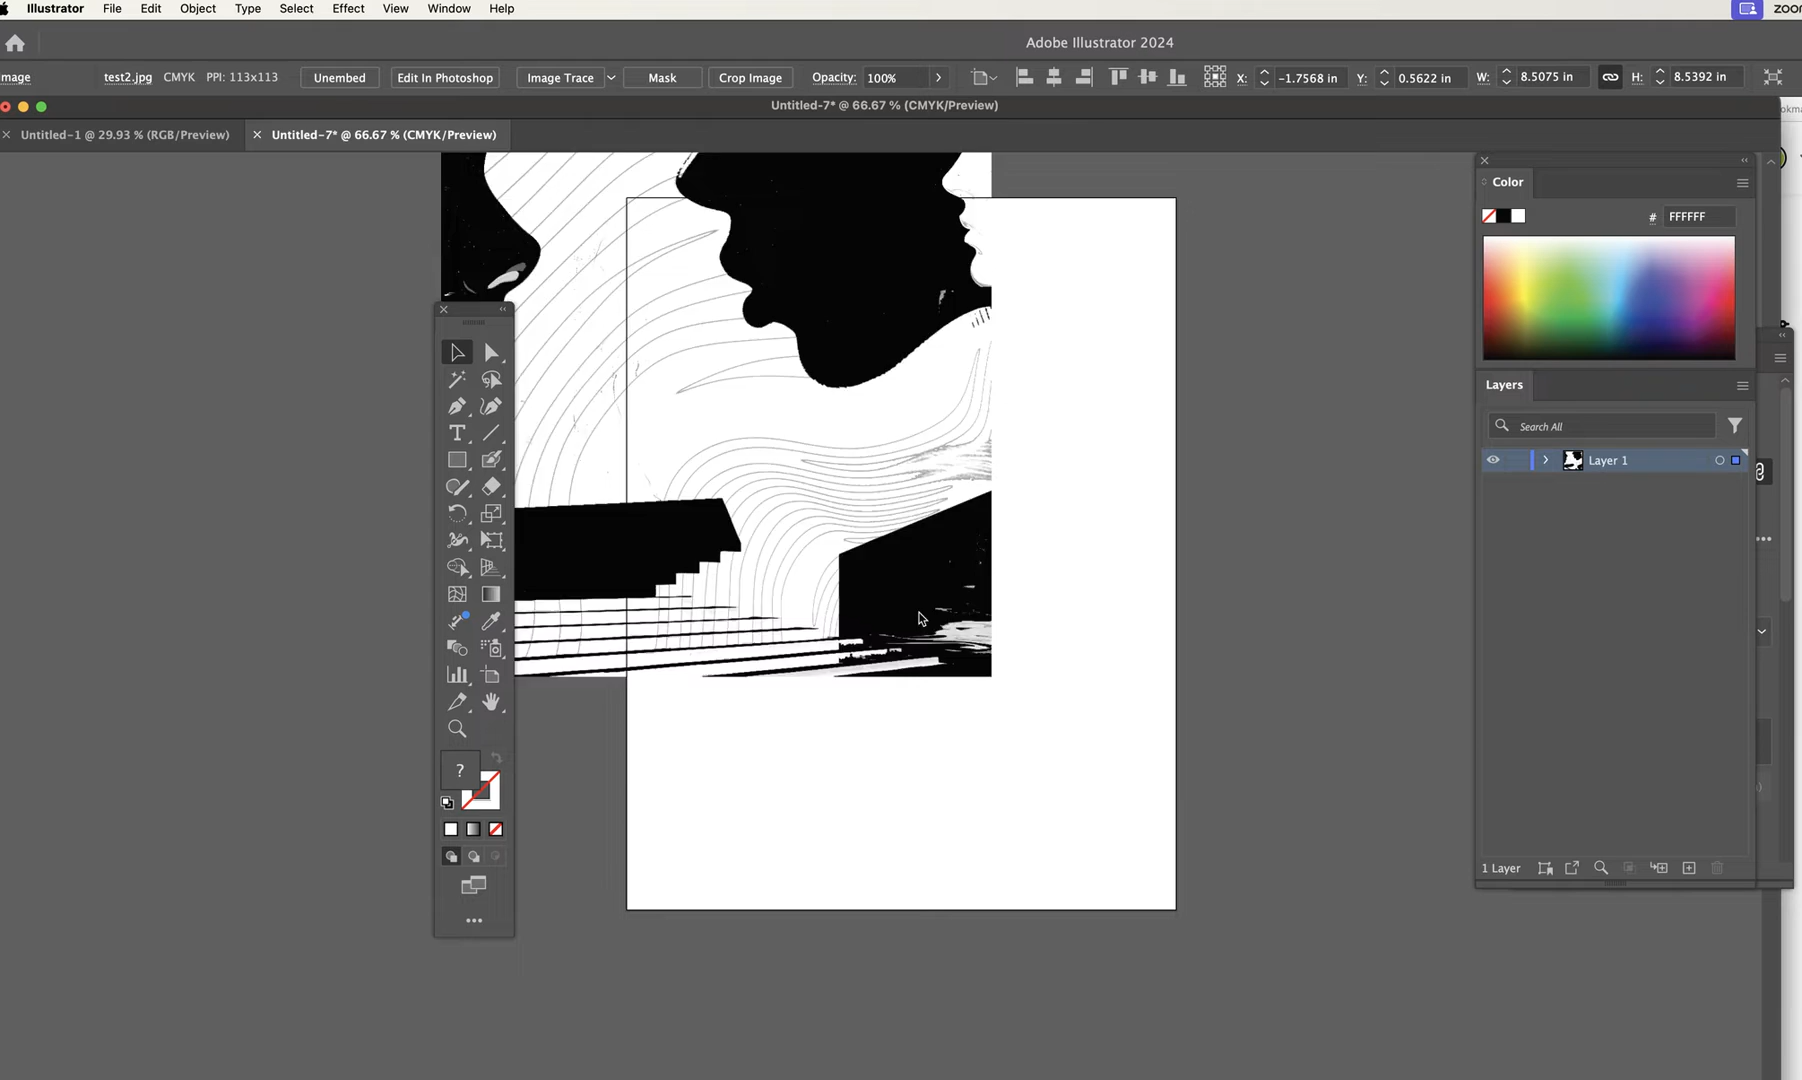 Illustrator File Edit Object Type Select Effect View Window Help
Adobe Illustrator 2024
mage test2.jpg CMYK PPI: 113x113 Unembed Edit In Photoshop Image Trace Mask Crop Image Opacity: 100% X: -1.7568 in Y: 0.5622 in W: 8.5075 in H: 8.5392 in
Untitled-7* @ 66.67 % (CMYK/Preview)
Untitled-1 @ 29.93 % (RGB/Preview) Untitled-7* @ 66.67 % (CMYK/Preview)
Color
# FFFFFF
Layers
Search All
Layer 1
?
1 Layer